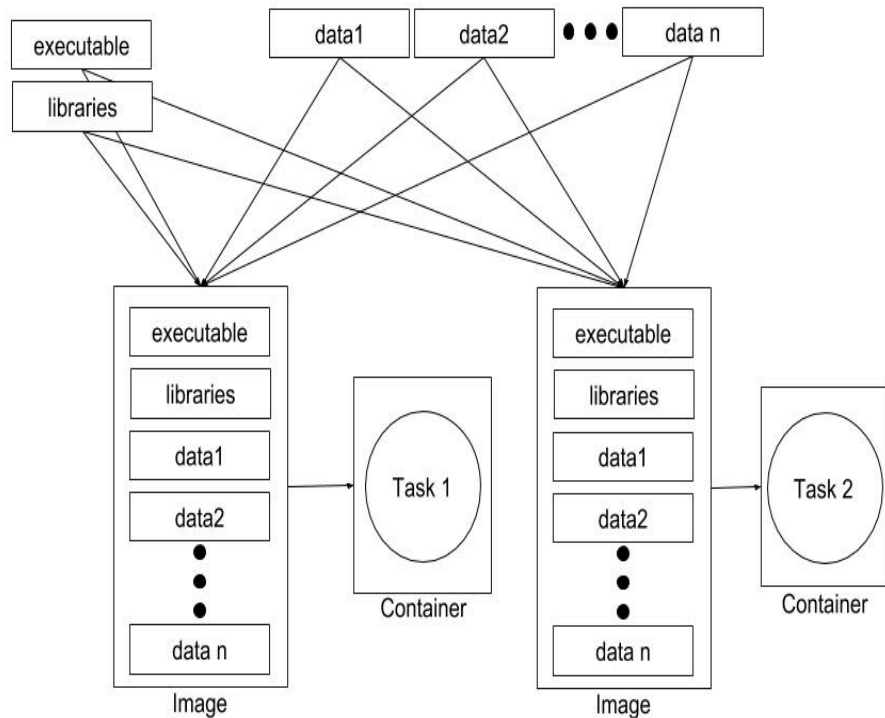 executable
libraries
data1
data2
data n
executable
libraries
data1
data2
data n
Image
Task 1
Container
executable
libraries
data1
data2
data n
Image
Task 2
Container